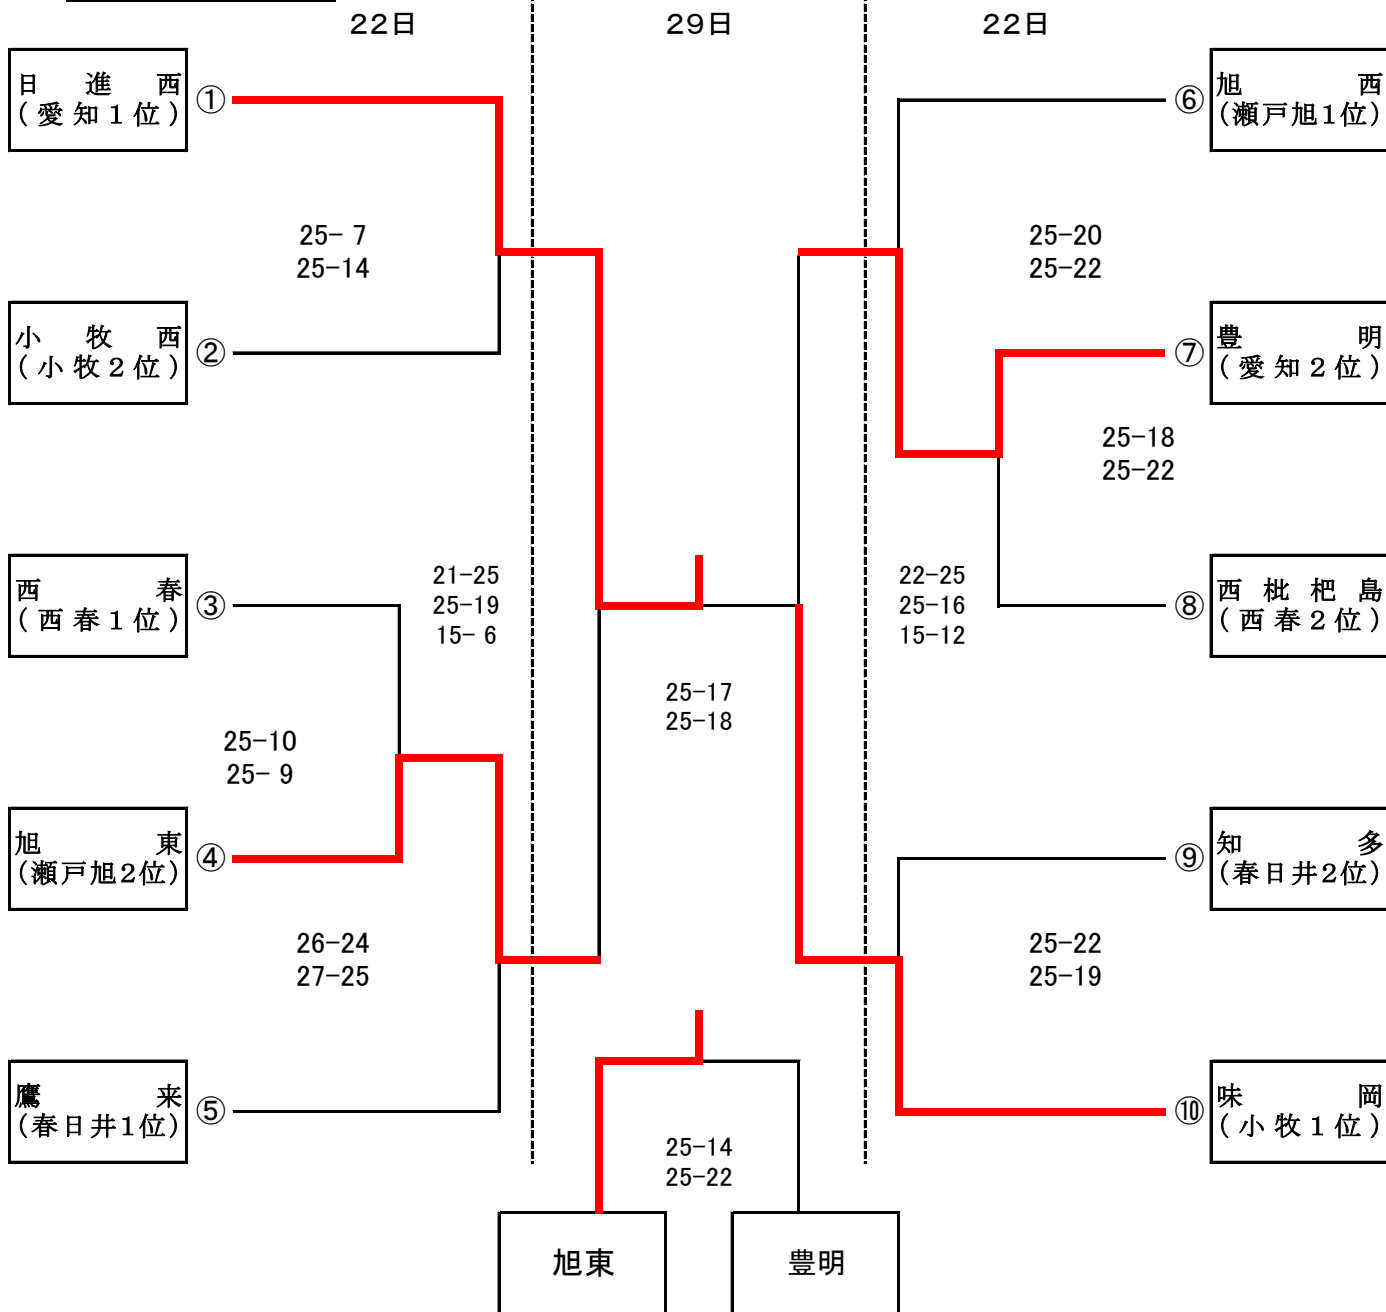 22日 29日 22日
日進西
(愛知1位)
①
25- 7
25-14
小牧西
(小牧2位)
②
西春
(西春1位)
③
21-25
25-19
15- 6
25-10
25- 9
旭東
(瀬戸旭2位)
④
26-24
27-25
鷹来
(春日井1位)
⑤
25-17
25-18
25-14
25-22
旭東
豊明
⑥
旭西
(瀬戸旭1位)
25-20
25-22
⑦
豊明
(愛知2位)
25-18
25-22
22-25
25-16
15-12
⑧
西枇杷島
(西春2位)
⑨
知多
(春日井2位)
25-22
25-19
⑩
味岡
(小牧1位)